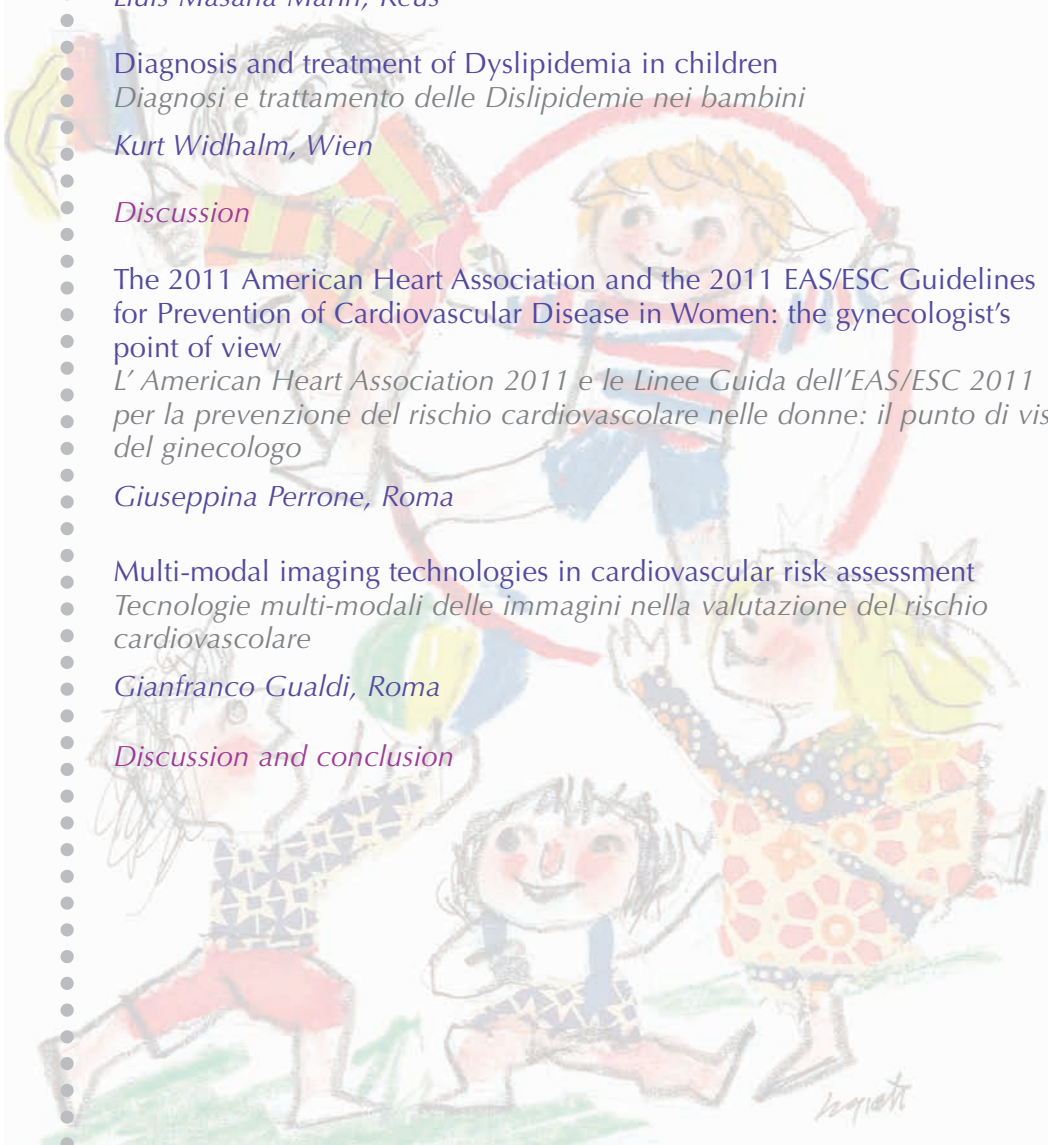 Diagnosis and treatment of Dyslipidemia in children
Diagnosi e trattamento delle Dislipidemie nei bambini
Kurt Widhalm, Wien
Discussion
The 2011 American Heart Association and the 2011 EAS/ESC Guidelines
for Prevention of Cardiovascular Disease in Women: the gynecologist's
point of view
L' American Heart Association 2011 e le Linee Guida dell'EAS/ESC 2011
per la prevenzione del rischio cardiovascolare nelle donne: il punto di vis
del ginecologo
Giuseppina Perrone, Roma
Multi-modal imaging technologies in cardiovascular risk assessment
Tecnologie multi-modali delle immagini nella valutazione del rischio
cardiovascolare
Gianfranco Gualdi, Roma
Discussion and conclusion